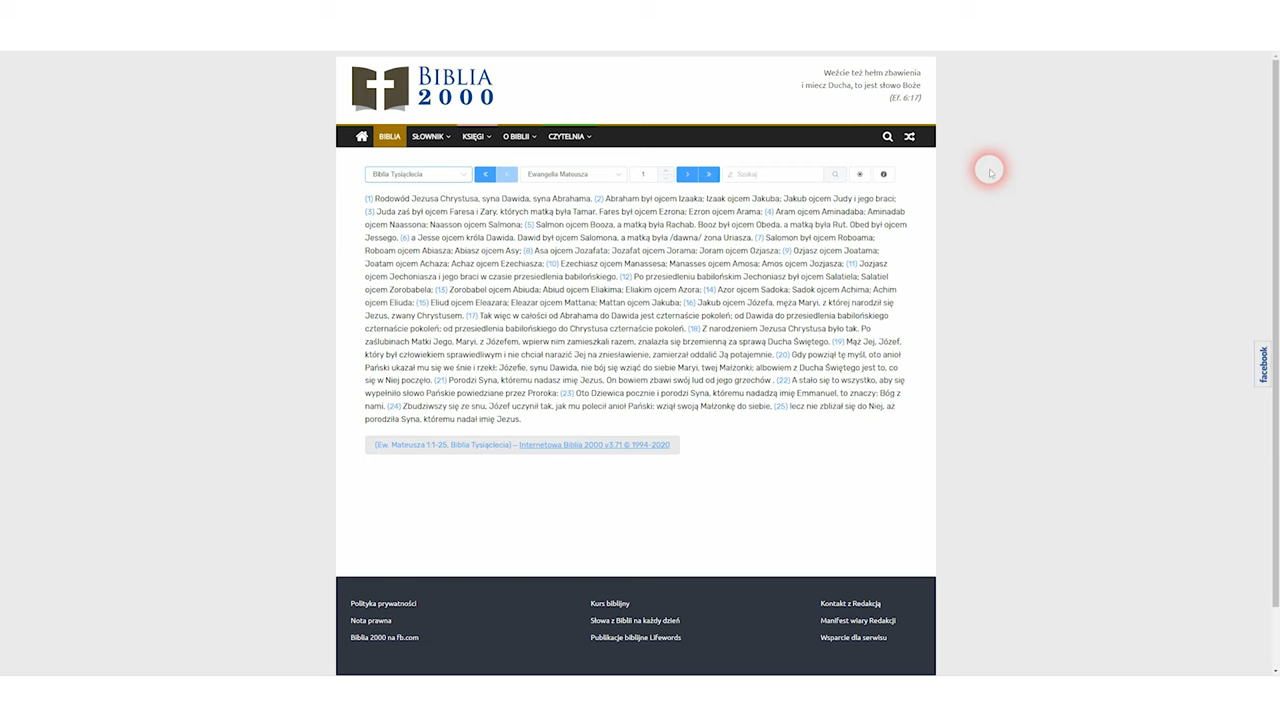 BIBLIA
2000
Weźcie też hełm zbawienia
i miecz Ducha, to jest słowo Boże
(Ef. 6:17)
BIBLIA SŁOWNIK KSIĘGI O BIBLII CZYTELNIA
Biblia Tysiąclecia « ‹ Ewangelia Mateusza 1 › » Szukaj
(1) Rodowód Jezusa Chrystusa, syna Dawida, syna Abrahama. (2) Abraham był ojcem Izaaka; Izaak ojcem Jakuba; Jakub ojcem Judy i jego braci;
(3) Juda zaś był ojcem Faresa i Zary, których matką była Tamar. Fares był ojcem Ezrona; Ezron ojcem Arama; (4) Aram ojcem Aminadaba; Aminadab
ojcem Naassona; Naasson ojcem Salmona; (5) Salmon ojcem Booza, a matką była Rachab. Booz był ojcem Obeda, a matką była Rut. Obed był ojcem
Jessego, (6) a Jesse ojcem króla Dawida. Dawid był ojcem Salomona, a matką była /dawna/ żona Uriasza. (7) Salomon był ojcem Roboama;
Roboam ojcem Abiasza; Abiasz ojcem Asy; (8) Asa ojcem Jozafata; Jozafat ojcem Jorama; Joram ojcem Ozjasza; (9) Ozjasz ojcem Joatama;
Joatam ojcem Achaza; Achaz ojcem Ezechiasza; (10) Ezechiasz ojcem Manassesa; Manasses ojcem Amosa; Amos ojcem Jozjasza; (11) Jozjasz
ojcem Jechoniasza i jego braci w czasie przesiedlenia babilońskiego. (12) Po przesiedleniu babilońskim Jechoniasz był ojcem Salatiela; Salatiel
ojcem Zorobabela; (13) Zorobabel ojcem Abiuda; Abiud ojcem Eliakima; Eliakim ojcem Azora; (14) Azor ojcem Sadoka; Sadok ojcem Achima; Achim
ojcem Eliuda; (15) Eliud ojcem Eleazara; Eleazar ojcem Mattana; Mattan ojcem Jakuba; (16) Jakub ojcem Józefa, męża Maryi, z której narodził się
Jezus, zwany Chrystusem. (17) Tak więc w całości od Abrahama do Dawida jest czternaście pokoleń; od Dawida do przesiedlenia babilońskiego
czternaście pokoleń; od przesiedlenia babilońskiego do Chrystusa czternaście pokoleń. (18) Z narodzeniem Jezusa Chrystusa było tak. Po
zaślubinach Matki Jego, Maryi, z Józefem, wpierw nim zamieszkali razem, znalazła się brzemienną za sprawą Ducha Świętego. (19) Mąż Jej, Józef,
który był człowiekiem sprawiedliwym i nie chciał narazić Jej na zniesławienie, zamierzał oddalić Ją potajemnie. (20) Gdy powziął tę myśl, oto anioł
Pański ukazał mu się we śnie i rzekł: Józefie, synu Dawida, nie bój się wziąć do siebie Maryi, twej Małżonki; albowiem z Ducha Świętego jest to, co
się w Niej poczęło. (21) Porodzi Syna, któremu nadasz imię Jezus, On bowiem zbawi swój lud od jego grzechów . (22) A stało się to wszystko, aby się
wypełniło słowo Pańskie powiedziane przez Proroka: (23) Oto Dziewica pocznie i porodzi Syna, któremu nadadzą imię Emmanuel, to znaczy: Bóg z
nami. (24) Zbudziwszy się ze snu, Józef uczynił tak, jak mu polecił anioł Pański: wziął swoją Małżonkę do siebie, (25) lecz nie zbliżał się do Niej, aż
porodziła Syna, któremu nadał imię Jezus.
(Ew. Mateusza 1:1-25, Biblia Tysiąclecia) – Internetowa Biblia 2000 v3.71 © 1994-2020
facebook
Polityka prywatności Kurs biblijny Kontakt z Redakcją
Nota prawna Słowa z Biblii na każdy dzień Manifest wiary Redakcji
Biblia 2000 na fb.com Publikacje biblijne Lifewords Wsparcie dla serwisu